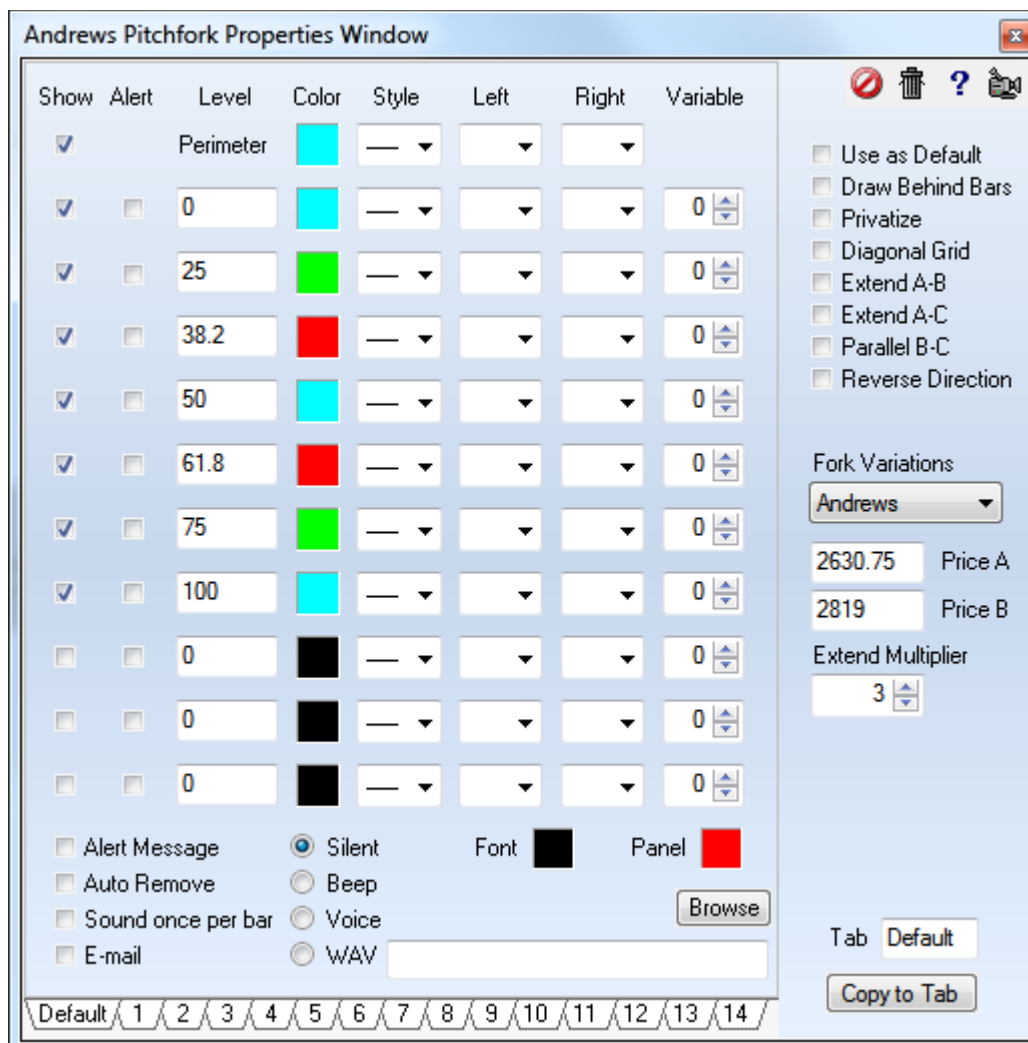 Andrews Pitchfork Properties Window
Show Alert Level Color Style Left Right Variable
Perimeter
0 0
25 0
38.2 0
50 0
61.8 0
75 0
100 0
0 0
0 0
0 0
Alert Message Silent Font Panel
Auto Remove Beep
Sound once per bar Voice Browse
E-mail WAV
Default 1 2 3 4 5 6 7 8 9 10 11 12 13 14
?
Use as Default
Draw Behind Bars
Privatize
Diagonal Grid
Extend A-B
Extend A-C
Parallel B-C
Reverse Direction
Fork Variations
Andrews
2630.75 Price A
2819 Price B
Extend Multiplier
3
Tab Default
Copy to Tab